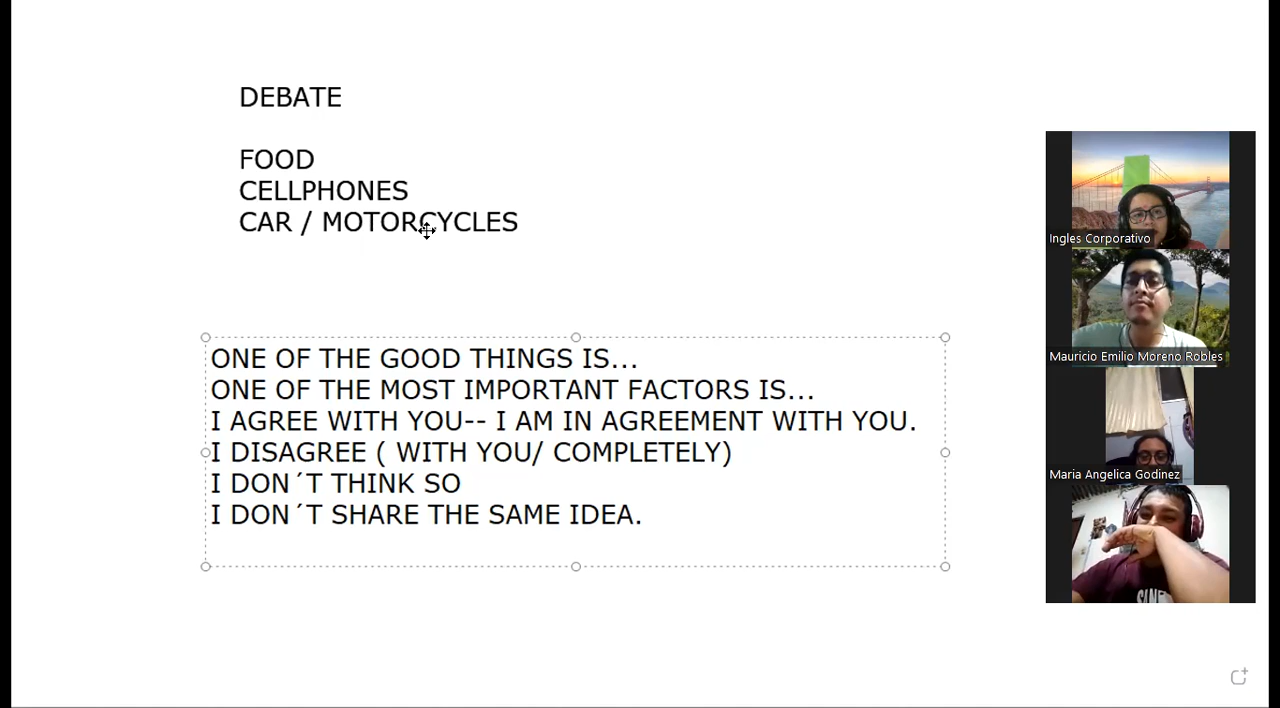 DEBATE
FOOD
CELLPHONES
CAR / MOTORCYCLES
ONE OF THE GOOD THINGS IS...
ONE OF THE MOST IMPORTANT FACTORS IS...
I AGREE WITH YOU-- I AM IN AGREEMENT WITH YOU.
I DISAGREE ( WITH YOU/ COMPLETELY)
I DON´T THINK SO
I DON´T SHARE THE SAME IDEA.
Ingles Corporativo
Mauricio Emilio Moreno Robles
Maria Angelica Godinez